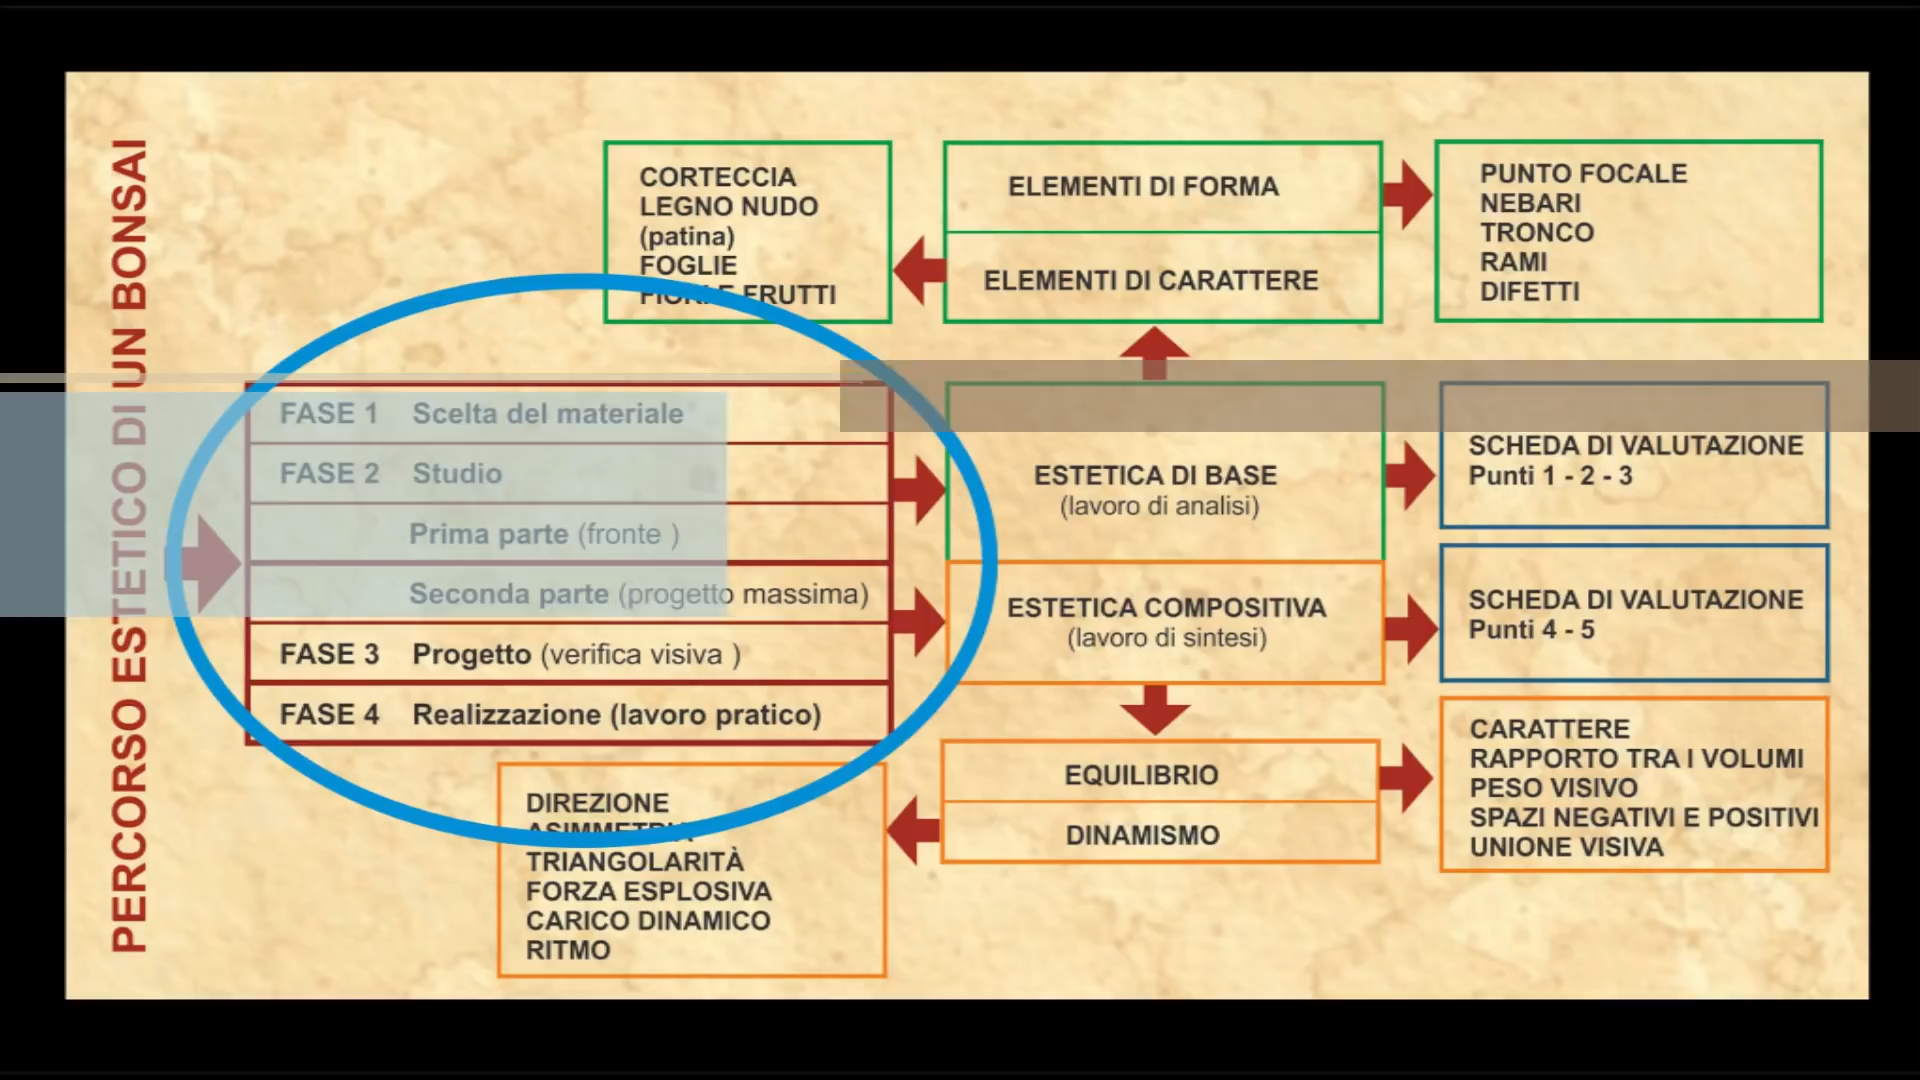 PERCORSO ESTETICO DI UN BONSAI
CORTECCIA
LEGNO NUDO
(patina)
FOGLIE
FIORI E FRUTTI
ELEMENTI DI FORMA
ELEMENTI DI CARATTERE
PUNTO FOCALE
NEBARI
TRONCO
RAMI
DIFETTI
FASE 1 Scelta del materiale
FASE 2 Studio
Prima parte (fronte )
Seconda parte (progetto massima)
FASE 3 Progetto (verifica visiva )
FASE 4 Realizzazione (lavoro pratico)
ESTETICA DI BASE
(lavoro di analisi)
ESTETICA COMPOSITIVA
(lavoro di sintesi)
SCHEDA DI VALUTAZIONE
Punti 1 - 2 - 3
SCHEDA DI VALUTAZIONE
Punti 4 - 5
DIREZIONE
ASIMMETRIA
TRIANGOLARITÀ
FORZA ESPLOSIVA
CARICO DINAMICO
RITMO
EQUILIBRIO
DINAMISMO
CARATTERE
RAPPORTO TRA I VOLUMI
PESO VISIVO
SPAZI NEGATIVI E POSITIVI
UNIONE VISIVA